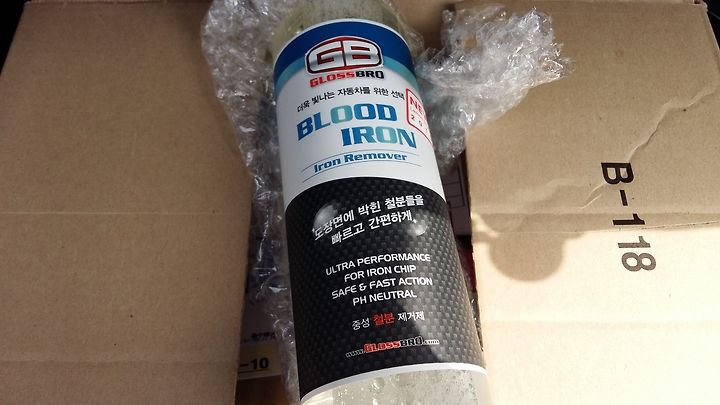 GB
GLOSSBRO
더욱 빛나는 자동차를 위한 선택
BLOOD
IRON
Iron Remover
도장면에 박힌 철분들을
빠르고 간편하게.
ULTRA PERFORMANCE
FOR IRON CHIP
SAFE & FAST ACTION
PH NEUTRAL
중성 철분 제거제
www.GLOSSBRO.com
B-118
-10